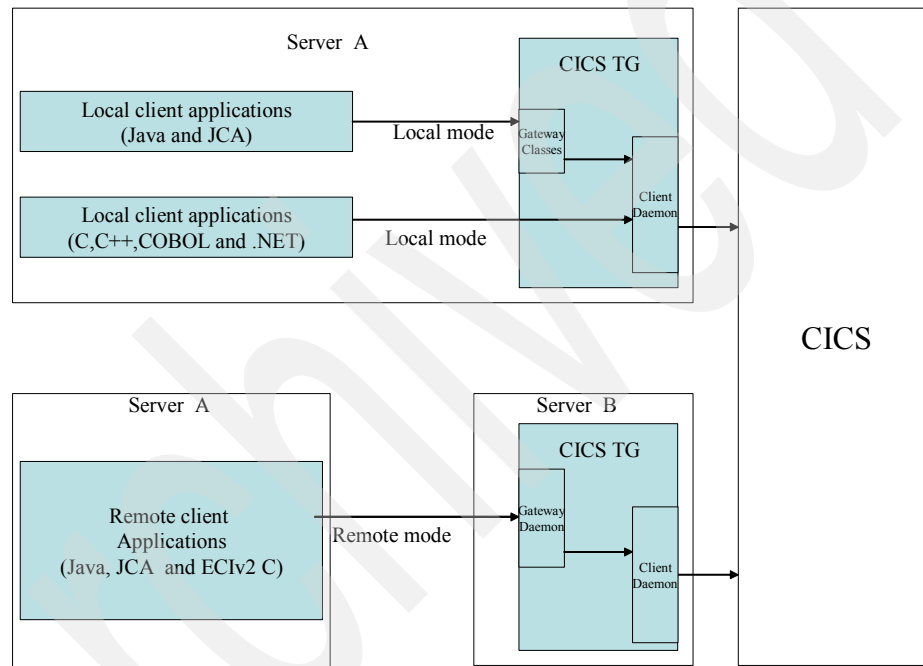 Server A
CICS TG
Local client applications
(Java and JCA)
Local mode
Gateway
Classes
Local client applications
(C,C++,COBOL and .NET)
Local mode
Client
Daemon
CICS
Server A
Server B
CICS TG
Remote client
Applications
(Java, JCA and ECIv2 C)
Remote mode
Gateway
Daemon
Client
Daemon